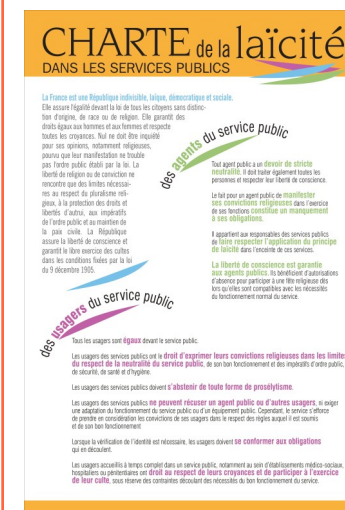 CHARTE de la laïcité
DANS LES SERVICES PUBLICS
La France est une République indivisible, laïque, démocratique et sociale.
Elle assure l'égalité devant la loi de tous les citoyens sans distinc-
tion d'origine, de race ou de religion. Elle garantit des
droits égaux aux hommes et aux femmes et respecte
toutes les croyances. Nul ne doit être inquiété
pour ses opinions, notamment religieuses,
pourvu que leur manifestation ne trouble
pas l'ordre public établi par la loi. La
liberté de religion ou de conviction ne
rencontre que des limites nécessai-
res au respect du pluralisme reli-
gieux, à la protection des droits et
libertés d'autrui, aux impératifs
de l'ordre public et au maintien de
la paix civile. La République
assure la liberté de conscience et
garantit le libre exercice des cultes
dans les conditions fixées par la loi
du 9 décembre 1905.
des agents du service public
Tout agent public a un devoir de stricte
neutralité. Il doit traiter également toutes les
personnes et respecter leur liberté de conscience.
Le fait pour un agent public de manifester
ses convictions religieuses dans l'exercice
de ses fonctions constitue un manquement
à ses obligations.
Il appartient aux responsables des services publics
de faire respecter l'application du principe
de laïcité dans l'enceinte de ces services.
La liberté de conscience est garantie
aux agents publics. Ils bénéficient d'autorisations
d'absence pour participer à une fête religieuse dès
lors qu'elles sont compatibles avec les nécessités
du fonctionnement normal du service.
des usagers du service public
Tous les usagers sont égaux devant le service public.
Les usagers des services publics ont le droit d'exprimer leurs convictions religieuses dans les limites
du respect de la neutralité du service public, de son bon fonctionnement et des impératifs d'ordre public,
de sécurité, de santé et d'hygiène.
Les usagers des services publics doivent s'abstenir de toute forme de prosélytisme.
Les usagers des services publics ne peuvent récuser un agent public ou d'autres usagers, ni exiger
une adaptation du fonctionnement du service public ou d'un équipement public. Cependant, le service s'efforce
de prendre en considération les convictions de ses usagers dans le respect des règles auquel il est soumis
et de son bon fonctionnement
Lorsque la vérification de l'identité est nécessaire, les usagers doivent se conformer aux obligations
qui en découlent.
Les usagers accueillis à temps complet dans un service public, notamment au sein d'établissements médico-sociaux,
hospitaliers ou pénitentiaires ont droit au respect de leurs croyances et de participer à l'exercice
de leur culte, sous réserve des contraintes découlant des nécessités du bon fonctionnement du service.